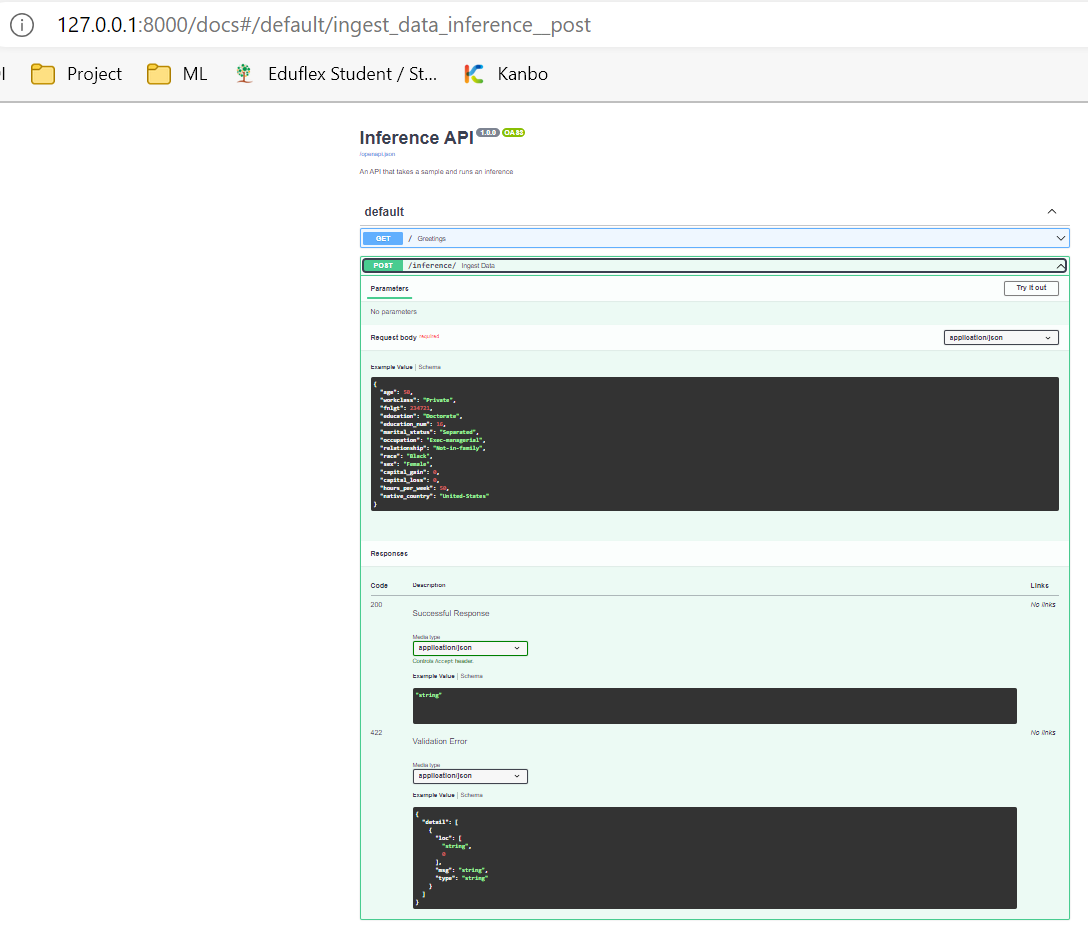 127.0.0.1:8000/docs#/default/ingest_data_inference__post
Project ML Eduflex Student / St... Kanbo
Inference API 1.0.0 OAS3
/openapi.json
An API that takes a sample and runs an inference
default
GET / Greetings
POST /inference/ Ingest Data
Parameters Try it out
No parameters
Request body required application/json
Example Value | Schema
{
"age": 50,
"workclass": "Private",
"fnlgt": 234721,
"education": "Doctorate",
"education_num": 16,
"marital_status": "Separated",
"occupation": "Exec-managerial",
"relationship": "Not-in-family",
"race": "Black",
"sex": "Female",
"capital_gain": 0,
"capital_loss": 0,
"hours_per_week": 50,
"native_country": "United-States"
}
Responses
Code Description Links
200 No links
Successful Response
Media type
application/json
Controls Accept header.
Example Value | Schema
"string"
422 No links
Validation Error
Media type
application/json
Example Value | Schema
{
"detail": [
{
"loc": [
"string",
0
],
"msg": "string",
"type": "string"
}
]
}